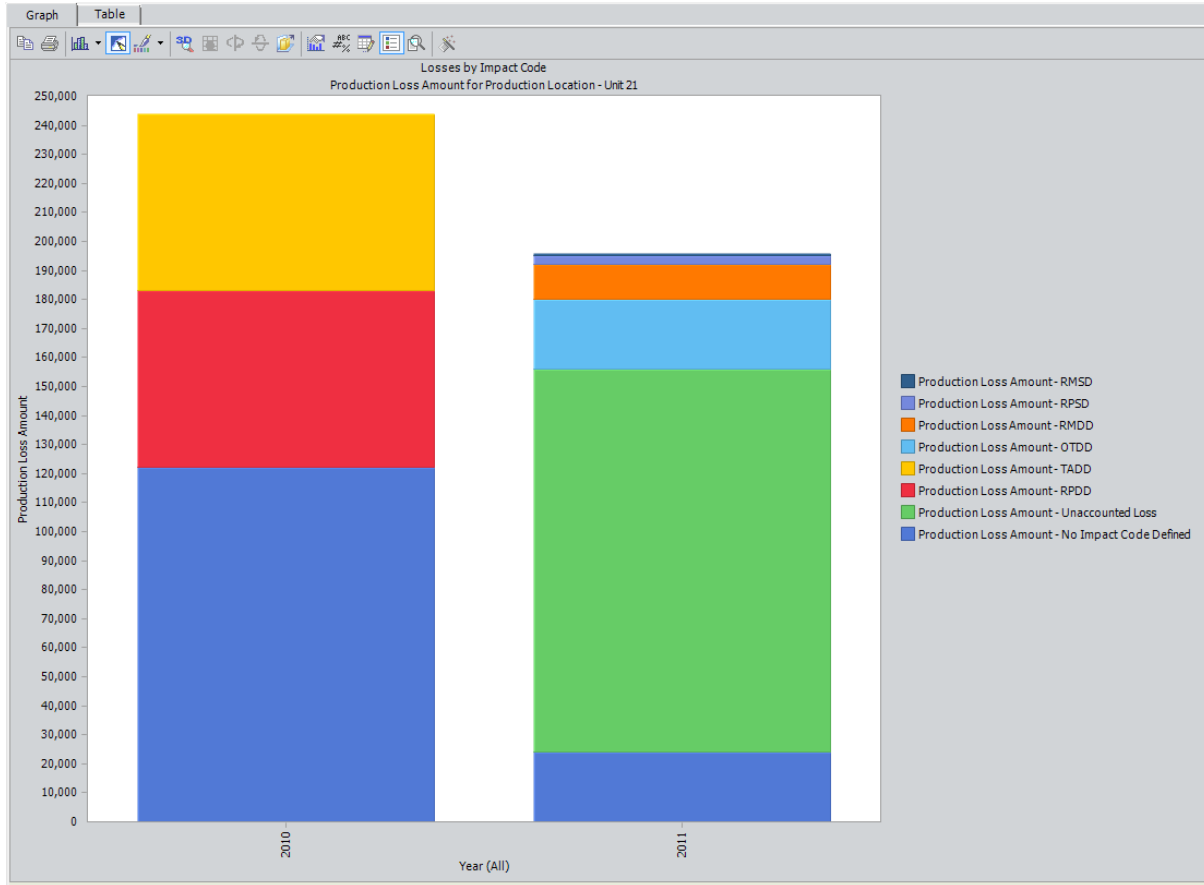 Graph Table
3D ABC #%
Losses by Impact Code
Production Loss Amount for Production Location - Unit 21
250,000
240,000
230,000
220,000
210,000
200,000
190,000
180,000
170,000
160,000
150,000
140,000
130,000
120,000
110,000
100,000
90,000
80,000
70,000
60,000
50,000
40,000
30,000
20,000
10,000
0
Production Loss Amount
2010 2011
Year (All)
Production Loss Amount - RMSD
Production Loss Amount - RPSD
Production Loss Amount - RMDD
Production Loss Amount - OTDD
Production Loss Amount - TADD
Production Loss Amount - RPDD
Production Loss Amount - Unaccounted Loss
Production Loss Amount - No Impact Code Defined